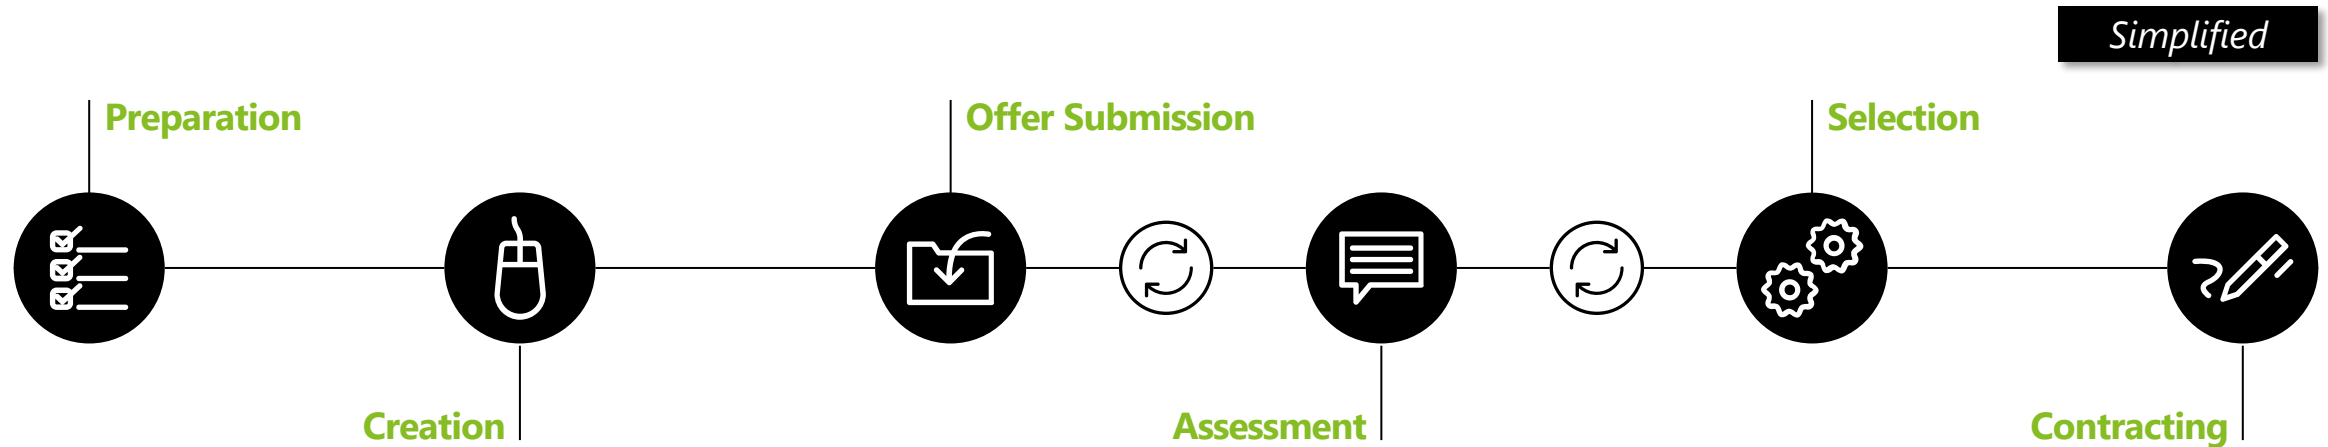 Simplified
Preparation
Offer Submission
Selection
Creation
Assessment
Contracting